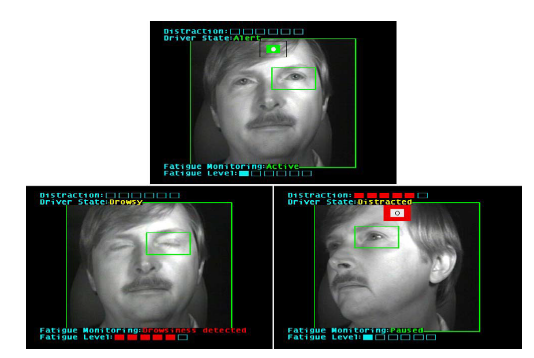 Distraction:
Driver State:Alert
Fatigue Monitoring:Active
Fatigue Level:
Distraction:
Driver State:Drowsy
Fatigue Monitoring:Drowsiness detected
Fatigue Level:
Distraction:
Driver State:Distracted
Fatigue Monitoring:Paused
Fatigue Level: